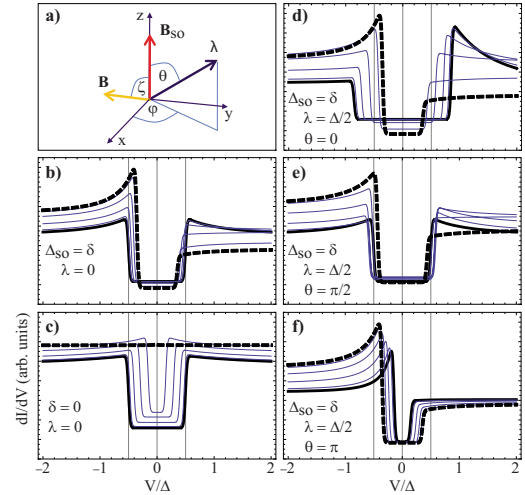 a)
z
B_SO
λ
B
ζ
θ
φ
x
y
b)
Δ_SO = δ
λ = 0
c)
δ = 0
λ = 0
d)
Δ_SO = δ
λ = Δ/2
θ = 0
e)
Δ_SO = δ
λ = Δ/2
θ = π/2
f)
Δ_SO = δ
λ = Δ/2
θ = π
dI/dV (arb. units)
−2 −1 0 1 2
V/Δ
−2 −1 0 1 2
V/Δ